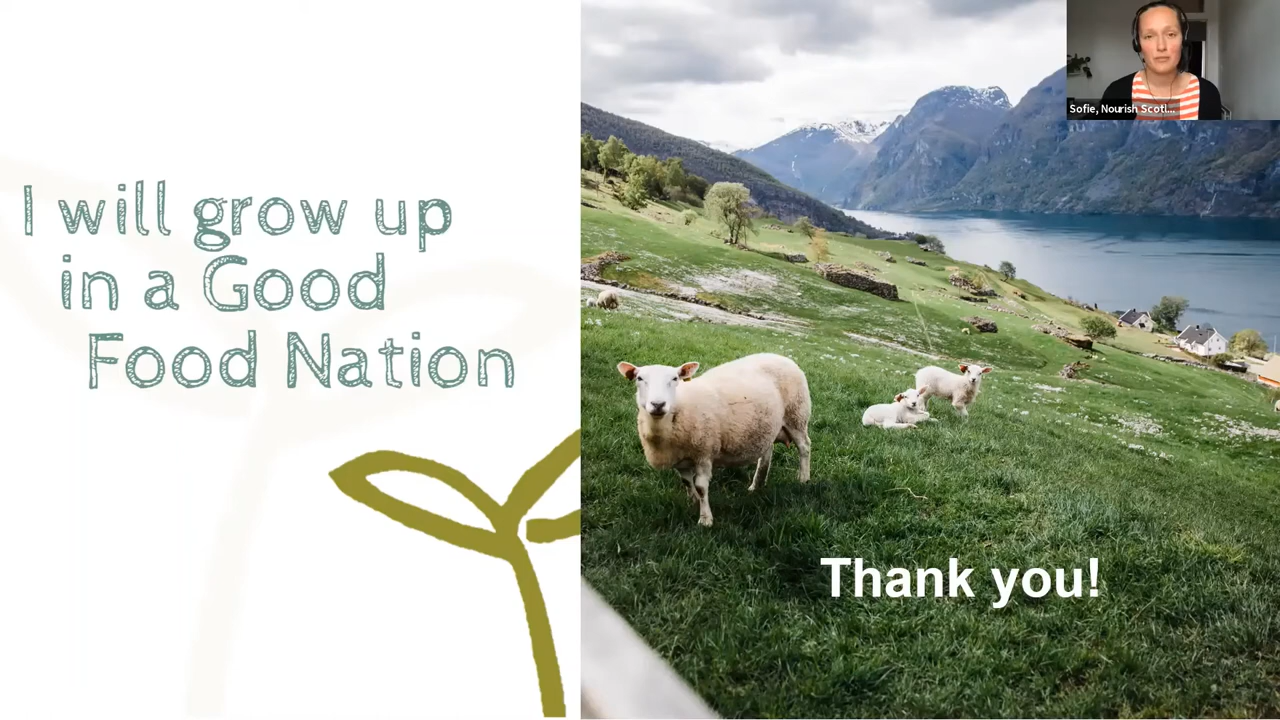 I will grow up
in a Good
Food Nation
Sofie, Nourish Scotl...
Thank you!